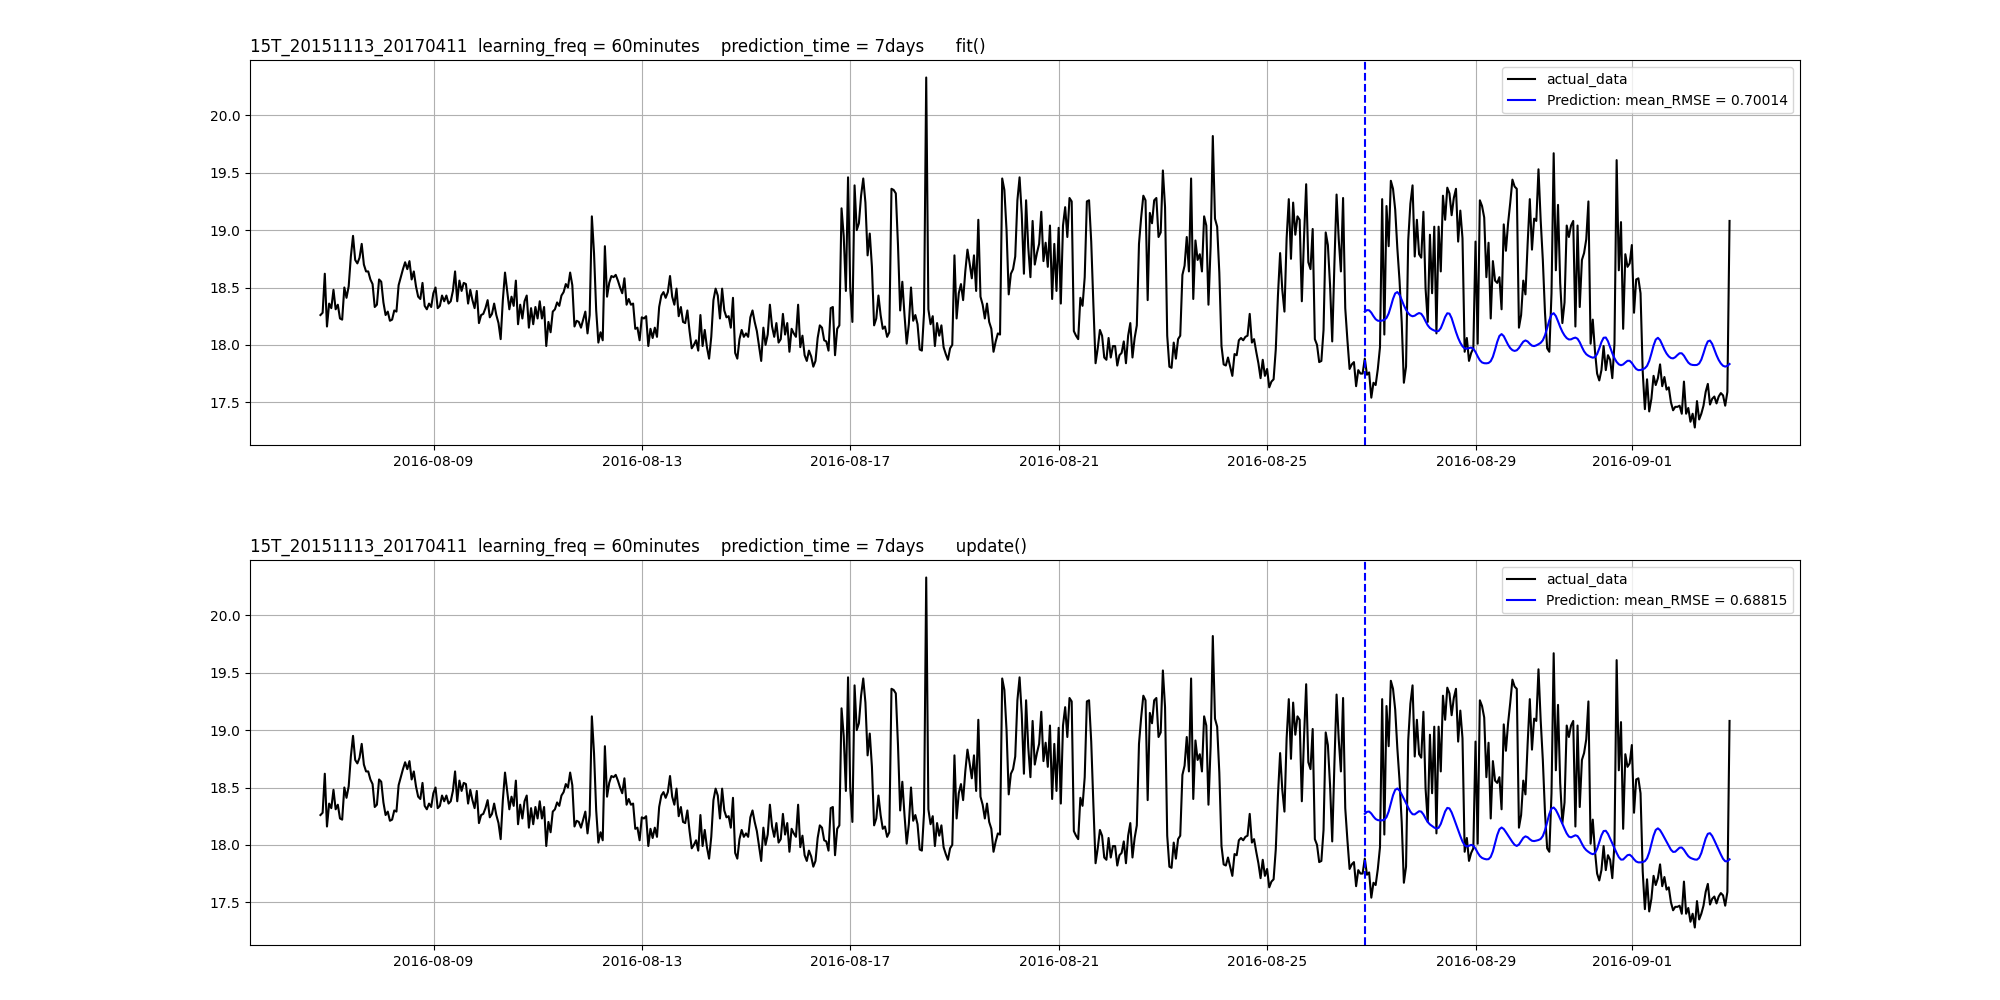 15T_20151113_20170411  learning_freq = 60minutes    prediction_time = 7days      fit()
actual_data
Prediction: mean_RMSE = 0.70014
20.0
19.5
19.0
18.5
18.0
17.5
2016-08-09 2016-08-13 2016-08-17 2016-08-21 2016-08-25 2016-08-29 2016-09-01
15T_20151113_20170411  learning_freq = 60minutes    prediction_time = 7days      update()
actual_data
Prediction: mean_RMSE = 0.68815
20.0
19.5
19.0
18.5
18.0
17.5
2016-08-09 2016-08-13 2016-08-17 2016-08-21 2016-08-25 2016-08-29 2016-09-01